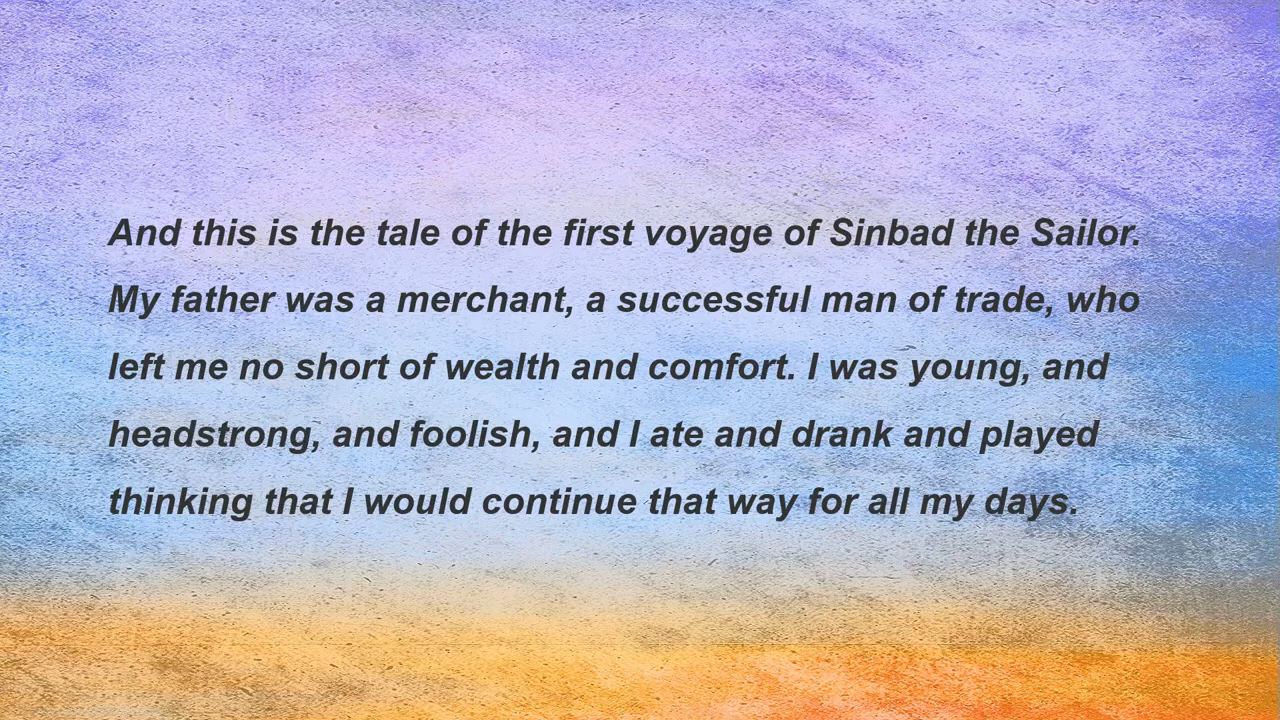 And this is the tale of the first voyage of Sinbad the Sailor.
My father was a merchant, a successful man of trade, who
left me no short of wealth and comfort. I was young, and
headstrong, and foolish, and I ate and drank and played
thinking that I would continue that way for all my days.